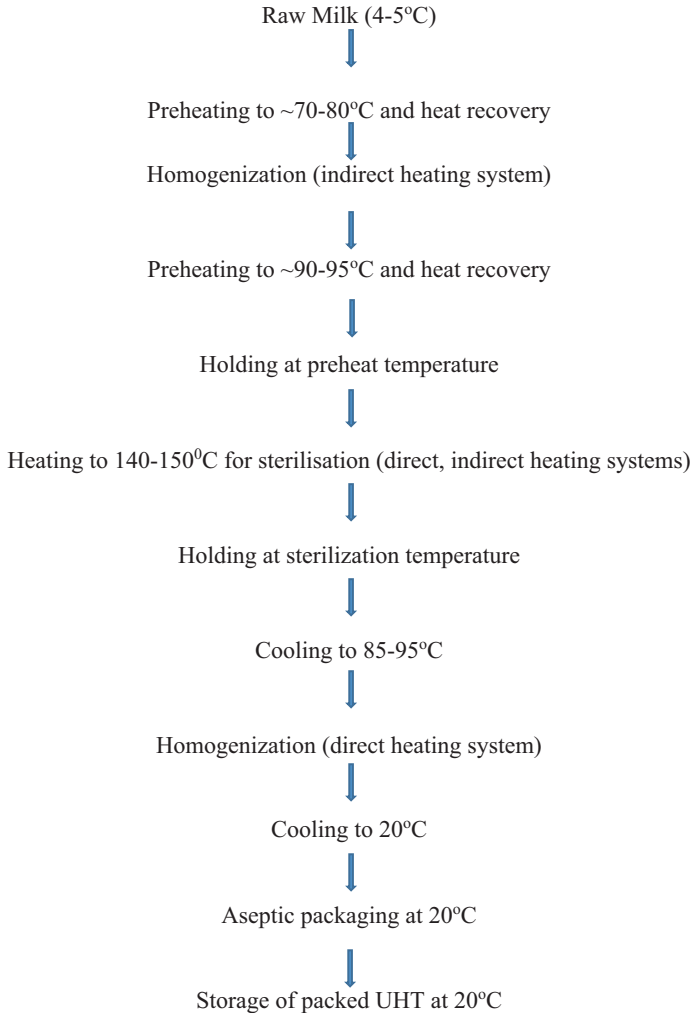 Raw Milk (4-5ºC)
Preheating to ~70-80ºC and heat recovery
Homogenization (indirect heating system)
Preheating to ~90-95ºC and heat recovery
Holding at preheat temperature
Heating to 140-150⁰C for sterilisation (direct, indirect heating systems)
Holding at sterilization temperature
Cooling to 85-95ºC
Homogenization (direct heating system)
Cooling to 20ºC
Aseptic packaging at 20ºC
Storage of packed UHT at 20ºC